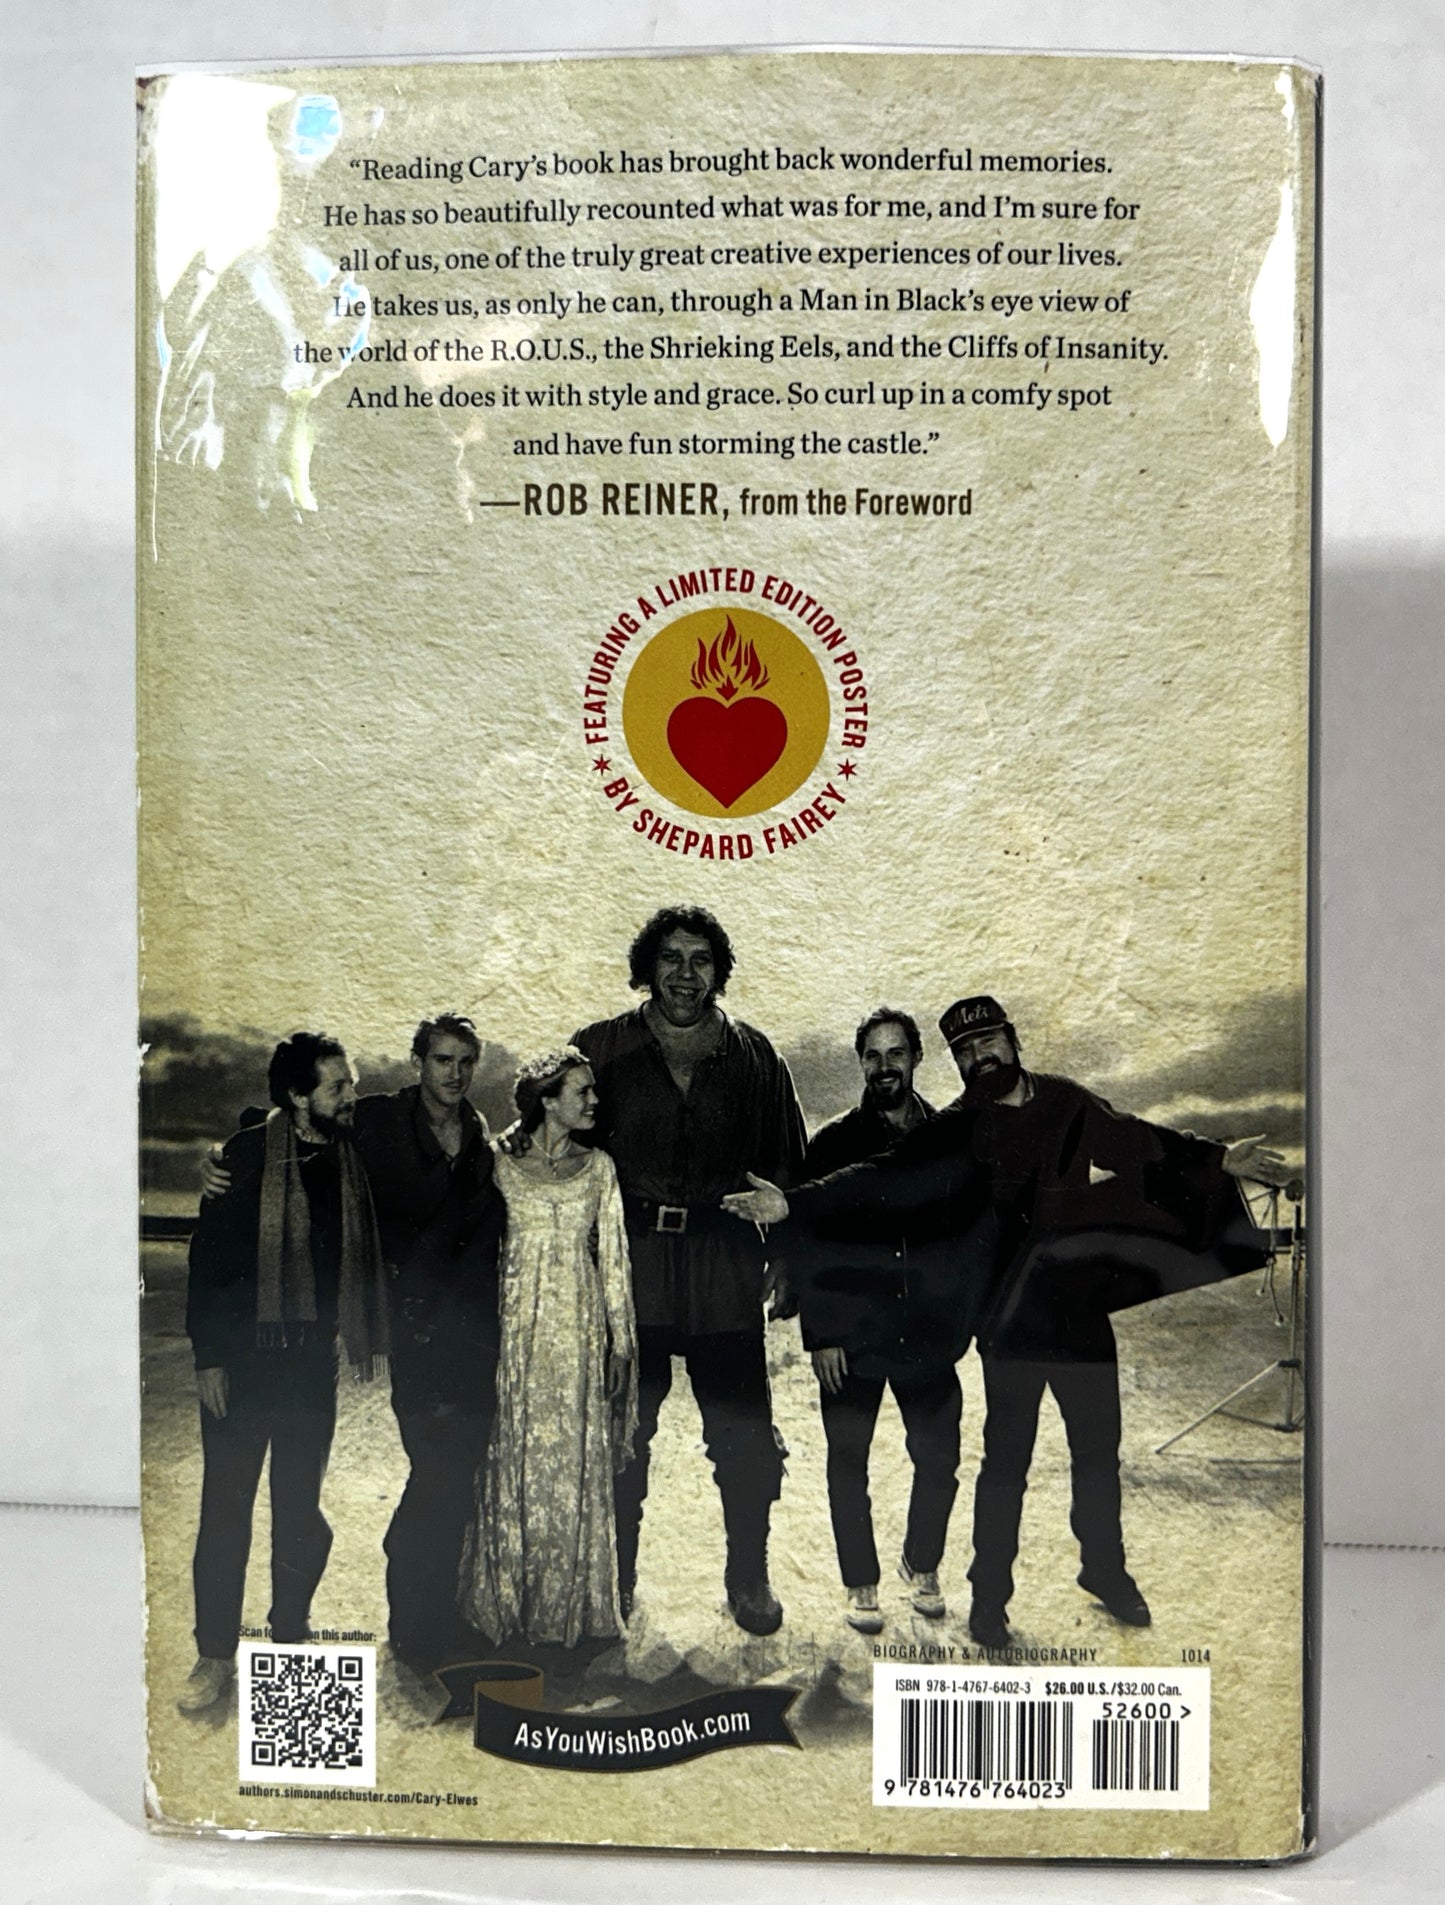 “Reading Cary’s book has brought back wonderful memories.
He has so beautifully recounted what was for me, and I’m sure for
all of us, one of the truly great creative experiences of our lives.
He takes us, as only he can, through a Man in Black’s eye view of
the world of the R.O.U.S., the Shrieking Eels, and the Cliffs of Insanity.
And he does it with style and grace. So curl up in a comfy spot
and have fun storming the castle.”
—ROB REINER, from the Foreword
FEATURING A LIMITED EDITION POSTER
BY SHEPARD FAIREY
Mets
Scan on this author:
authors.simonandschuster.com/Cary-Elwes
AsYouWishBook.com
BIOGRAPHY & AUTOBIOGRAPHY 1014
ISBN 978-1-4767-6402-3 $26.00 U.S./$32.00 Can.
52600 >
9 781476 764023